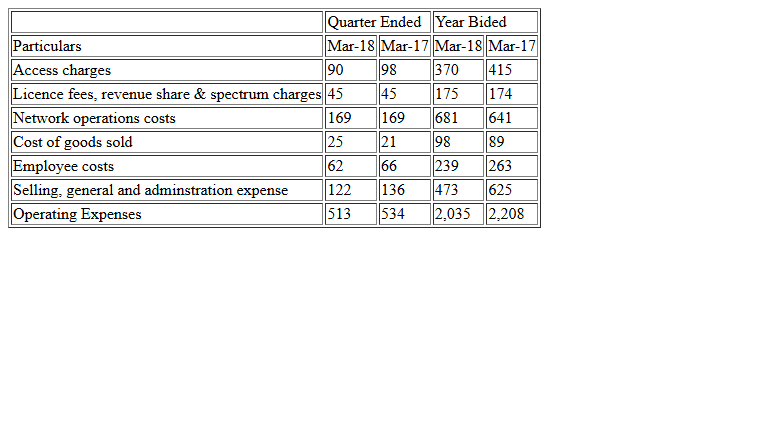 Quarter Ended Year Bided
Particulars Mar-18 Mar-17 Mar-18 Mar-17
Access charges 90 98 370 415
Licence fees, revenue share & spectrum charges 45 45 175 174
Network operations costs 169 169 681 641
Cost of goods sold 25 21 98 89
Employee costs 62 66 239 263
Selling, general and adminstration expense 122 136 473 625
Operating Expenses 513 534 2,035 2,208